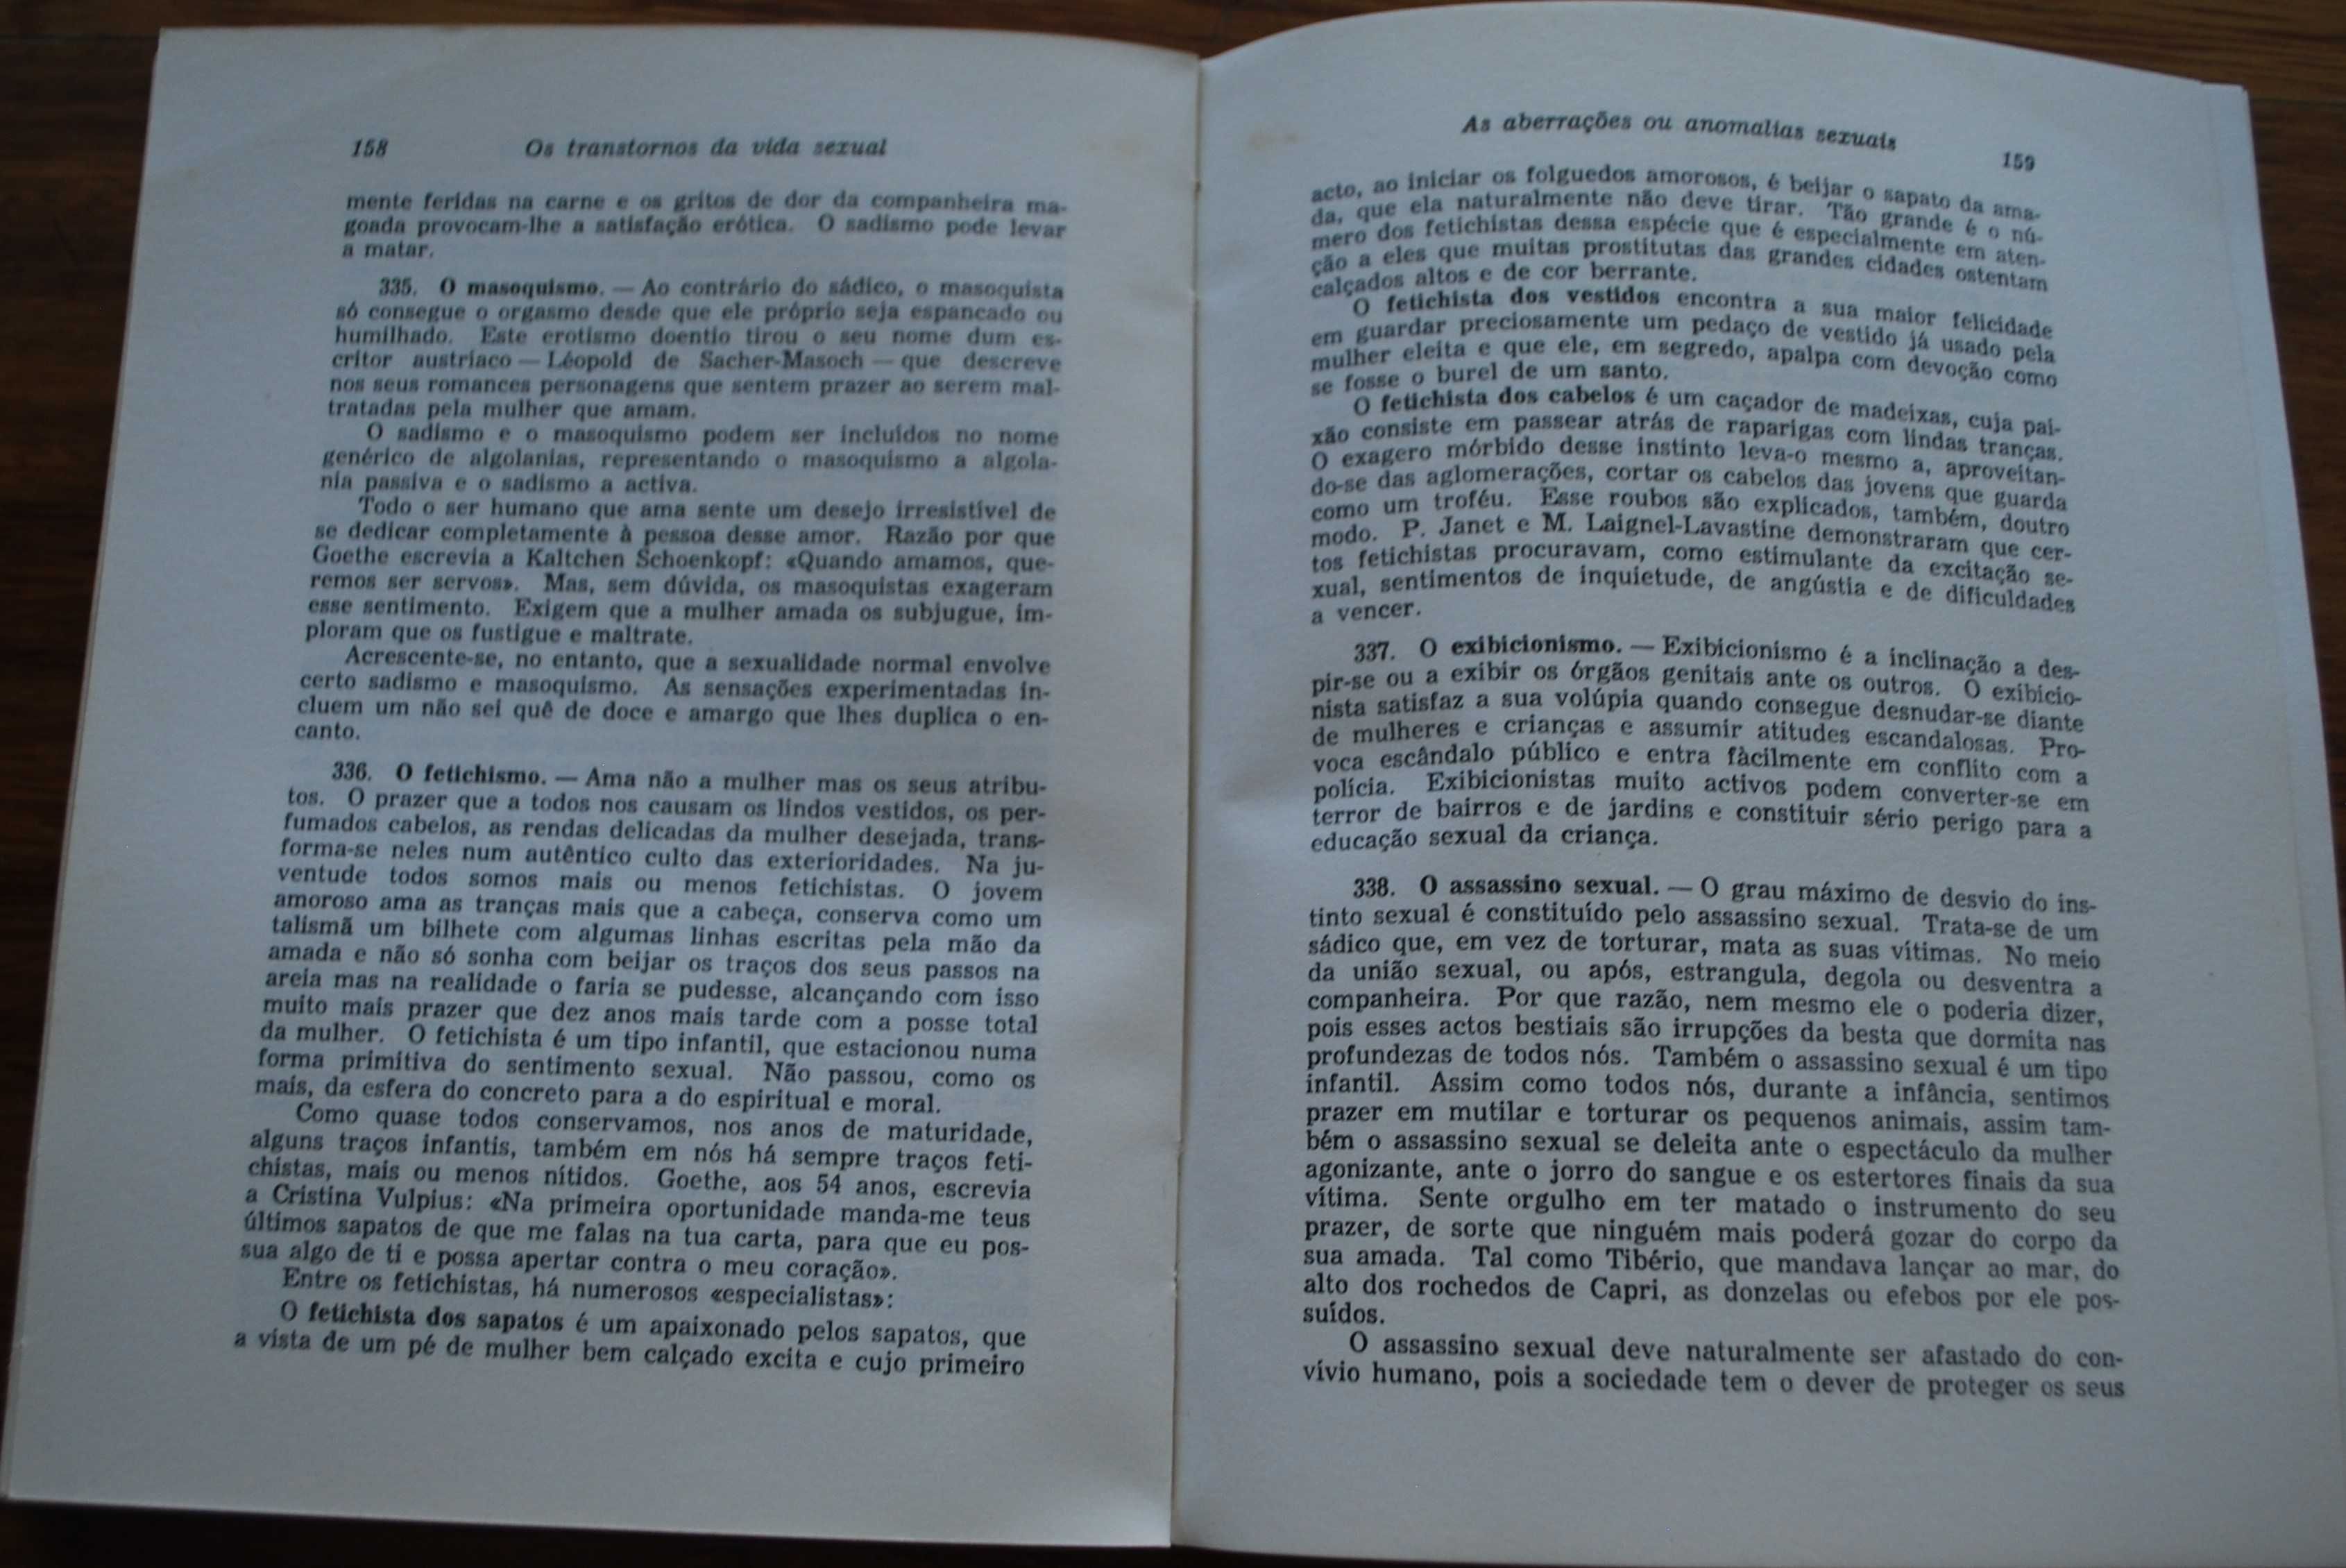 158 Os transtornos da vida sexual
mente feridas na carne e os gritos de dor da companheira ma-
goada provocam-lhe a satisfação erótica. O sadismo pode levar
a matar.
335. O masoquismo. — Ao contrário do sádico, o masoquista
só consegue o orgasmo desde que ele próprio seja espancado ou
humilhado. Este erotismo doentio tirou o seu nome dum es-
critor austríaco — Léopold de Sacher-Masoch — que descreve
nos seus romances personagens que sentem prazer ao serem mal-
tratadas pela mulher que amam.
O sadismo e o masoquismo podem ser incluídos no nome
genérico de algolanias, representando o masoquismo a algola-
nia passiva e o sadismo a activa.
Todo o ser humano que ama sente um desejo irresistível de
se dedicar completamente à pessoa desse amor. Razão por que
Goethe escrevia a Kaltchen Schoenkopf: «Quando amamos, que-
remos ser servos». Mas, sem dúvida, os masoquistas exageram
esse sentimento. Exigem que a mulher amada os subjugue, im-
ploram que os fustigue e maltrate.
Acrescente-se, no entanto, que a sexualidade normal envolve
certo sadismo e masoquismo. As sensações experimentadas in-
cluem um não sei quê de doce e amargo que lhes duplica o en-
canto.
336. O fetichismo. — Ama não a mulher mas os seus atribu-
tos. O prazer que a todos nos causam os lindos vestidos, os per-
fumados cabelos, as rendas delicadas da mulher desejada, trans-
forma-se neles num autêntico culto das exterioridades. Na ju-
ventude todos somos mais ou menos fetichistas. O jovem
amoroso ama as tranças mais que a cabeça, conserva como um
talismã um bilhete com algumas linhas escritas pela mão da
amada e não só sonha com beijar os traços dos seus passos na
areia mas na realidade o faria se pudesse, alcançando com isso
muito mais prazer que dez anos mais tarde com a posse total
da mulher. O fetichista é um tipo infantil, que estacionou numa
forma primitiva do sentimento sexual. Não passou, como os
mais, da esfera do concreto para a do espiritual e moral.
Como quase todos conservamos, nos anos de maturidade,
alguns traços infantis, também em nós há sempre traços feti-
chistas, mais ou menos nítidos. Goethe, aos 54 anos, escrevia
a Cristina Vulpius: «Na primeira oportunidade manda-me teus
últimos sapatos de que me falas na tua carta, para que eu pos-
sua algo de ti e possa apertar contra o meu coração».
Entre os fetichistas, há numerosos «especialistas»:
O fetichista dos sapatos é um apaixonado pelos sapatos, que
a vista de um pé de mulher bem calçado excita e cujo primeiro
As aberrações ou anomalias sexuais 159
acto, ao iniciar os folguedos amorosos, é beijar o sapato da ama-
da, que ela naturalmente não deve tirar. Tão grande é o nú-
mero dos fetichistas dessa espécie que é especialmente em aten-
ção a eles que muitas prostitutas das grandes cidades ostentam
calçados altos e de cor berrante.
O fetichista dos vestidos encontra a sua maior felicidade
em guardar preciosamente um pedaço de vestido já usado pela
mulher eleita e que ele, em segredo, apalpa com devoção como
se fosse o burel de um santo.
O fetichista dos cabelos é um caçador de madeixas, cuja pai-
xão consiste em passear atrás de raparigas com lindas tranças.
O exagero mórbido desse instinto leva-o mesmo a, aproveitan-
do-se das aglomerações, cortar os cabelos das jovens que guarda
como um troféu. Esse roubos são explicados, também, doutro
modo. P. Janet e M. Laignel-Lavastine demonstraram que cer-
tos fetichistas procuravam, como estimulante da excitação se-
xual, sentimentos de inquietude, de angústia e de dificuldades
a vencer.
337. O exibicionismo. — Exibicionismo é a inclinação a des-
pir-se ou a exibir os órgãos genitais ante os outros. O exibicio-
nista satisfaz a sua volúpia quando consegue desnudar-se diante
de mulheres e crianças e assumir atitudes escandalosas. Pro-
voca escândalo público e entra fàcilmente em conflito com a
polícia. Exibicionistas muito activos podem converter-se em
terror de bairros e de jardins e constituir sério perigo para a
educação sexual da criança.
338. O assassino sexual. — O grau máximo de desvio do ins-
tinto sexual é constituído pelo assassino sexual. Trata-se de um
sádico que, em vez de torturar, mata as suas vítimas. No meio
da união sexual, ou após, estrangula, degola ou desventra a
companheira. Por que razão, nem mesmo ele o poderia dizer,
pois esses actos bestiais são irrupções da besta que dormita nas
profundezas de todos nós. Também o assassino sexual é um tipo
infantil. Assim como todos nós, durante a infância, sentimos
prazer em mutilar e torturar os pequenos animais, assim tam-
bém o assassino sexual se deleita ante o espectáculo da mulher
agonizante, ante o jorro do sangue e os estertores finais da sua
vítima. Sente orgulho em ter matado o instrumento do seu
prazer, de sorte que ninguém mais poderá gozar do corpo da
sua amada. Tal como Tibério, que mandava lançar ao mar, do
alto dos rochedos de Capri, as donzelas ou efebos por ele pos-
suídos.
O assassino sexual deve naturalmente ser afastado do con-
vívio humano, pois a sociedade tem o dever de proteger os seus